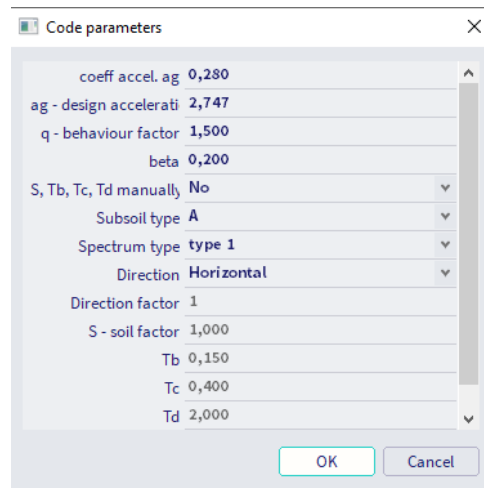 Code parameters
coeff accel. ag 0,280
ag - design accelerati 2,747
q - behaviour factor 1,500
beta 0,200
S, Tb, Tc, Td manually No
Subsoil type A
Spectrum type type 1
Direction Horizontal
Direction factor 1
S - soil factor 1,000
Tb 0,150
Tc 0,400
Td 2,000
OK Cancel